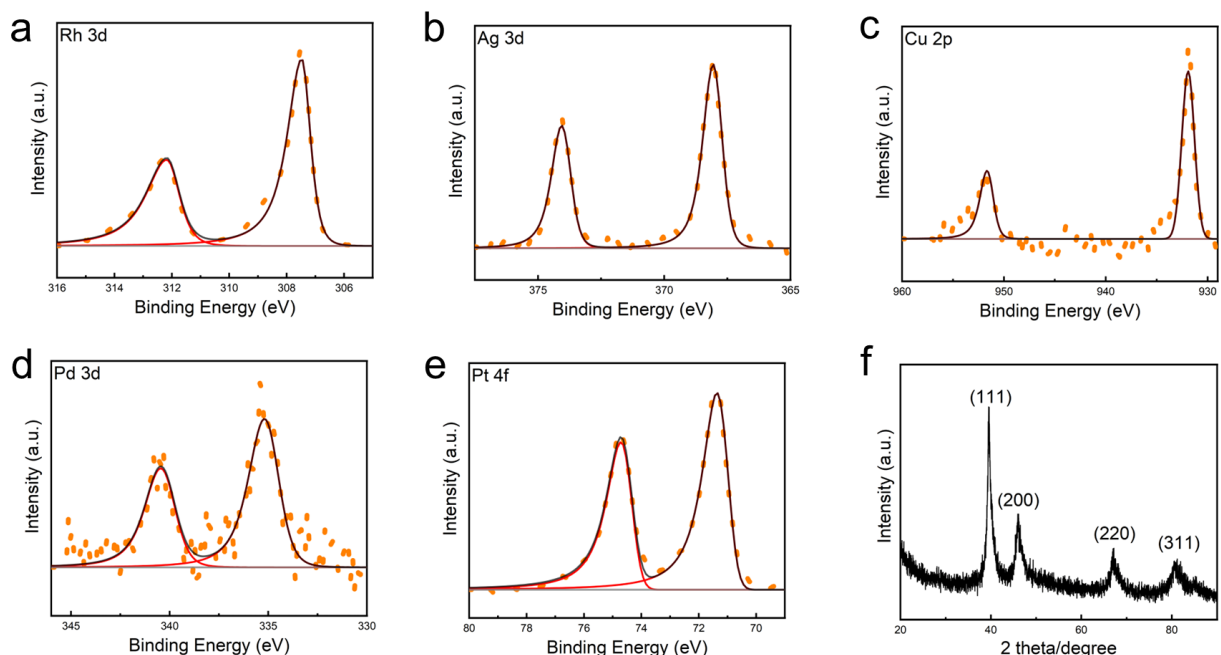 a
Rh 3d
Intensity (a.u.)
316 314 312 310 308 306
Binding Energy (eV)
b
Ag 3d
Intensity (a.u.)
375 370 365
Binding Energy (eV)
c
Cu 2p
Intensity (a.u.)
960 950 940 930
Binding Energy (eV)
d
Pd 3d
Intensity (a.u.)
345 340 335 330
Binding Energy (eV)
e
Pt 4f
Intensity (a.u.)
80 78 76 74 72 70
Binding Energy (eV)
f
(111)
(200)
(220)
(311)
Intensity (a.u.)
20 40 60 80
2 theta/degree